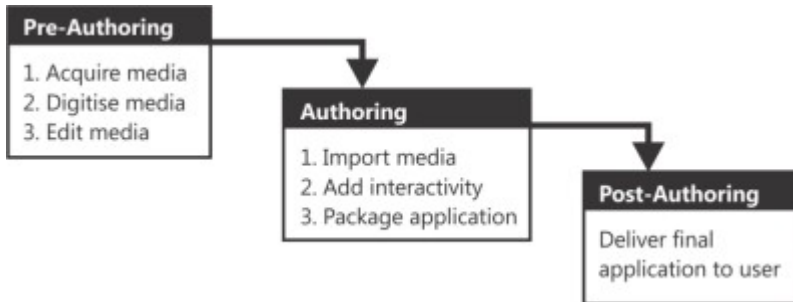 Pre-Authoring
1. Acquire media
2. Digitise media
3. Edit media
Authoring
1. Import media
2. Add interactivity
3. Package application
Post-Authoring
Deliver final
application to user